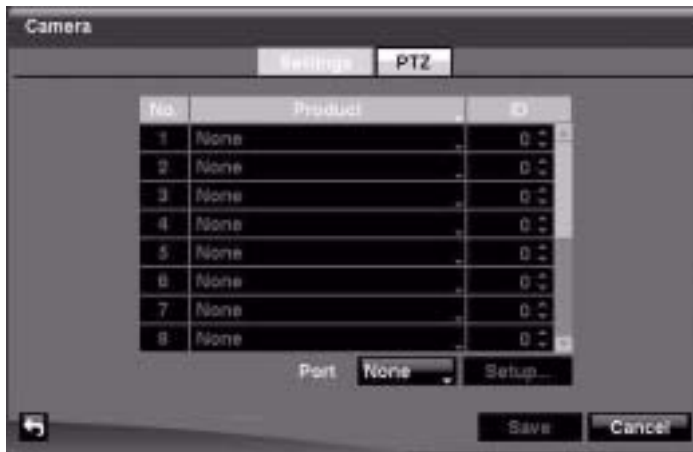 Camera
Settings PTZ
No. Product ID
1 None 0
2 None 0
3 None 0
4 None 0
5 None 0
6 None 0
7 None 0
8 None 0
Port None Setup...
Save Cancel